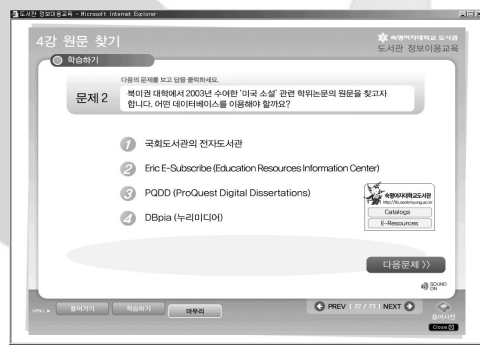 도서관 정보이용교육 - Microsoft Internet Explorer
4강 원문 찾기
숙명여자대학교 도서관
도서관 정보이용교육
학습하기
다음의 문제를 보고 답을 클릭하세요.
문제 2
북미권 대학에서 2003년 수여한 '미국 소설' 관련 학위논문의 원문을 찾고자
합니다. 어떤 데이터베이스를 이용해야 할까요?
1 국회도서관의 전자도서관
2 Eric E-Subscribe (Education Resources Information Center)
3 PQDD (ProQuest Digital Dissertations)
4 DBpia (누리미디어)
숙명여자대학교도서관
http://lib.sookmyung.ac.kr
Catalogs
E-Resources
다음문제 》
SOUND
ON
MENU ▶ 들어가기 학습하기 마무리
PREV | 22 / 23 | NEXT
용어사전
Close